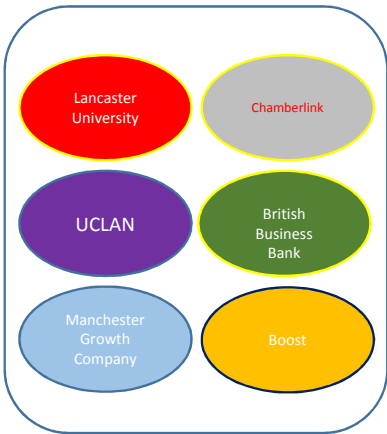 Lancaster
University
Chamberlink
UCLAN
British
Business
Bank
Manchester
Growth
Company
Boost